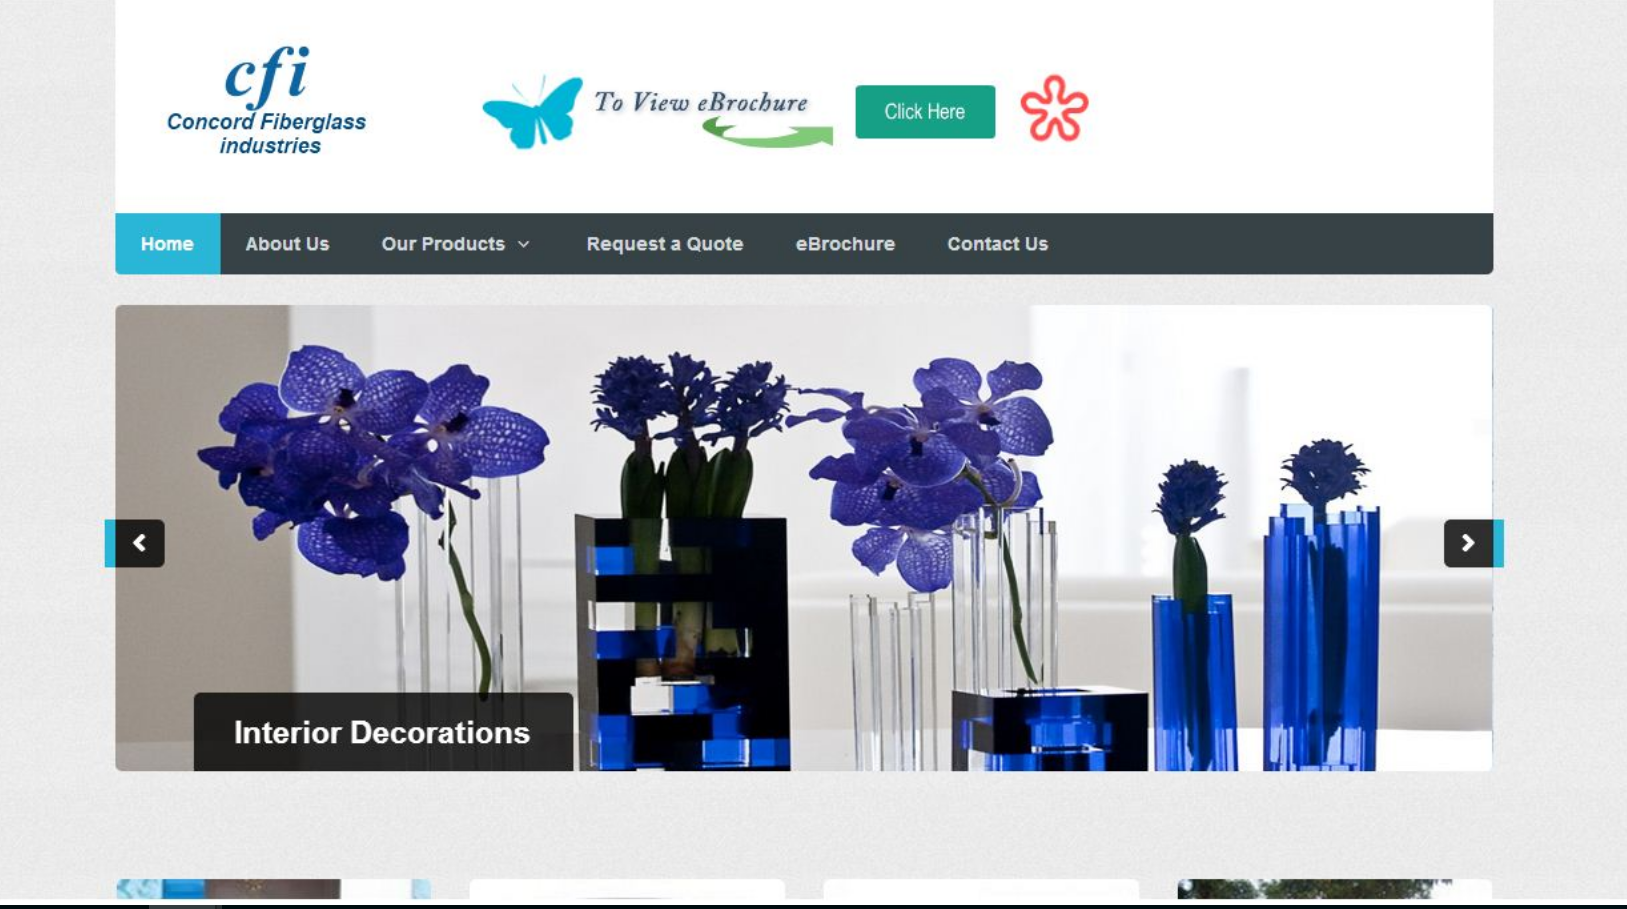 cfi
Concord Fiberglass
industries
To View eBrochure
Click Here
Home
About Us
Our Products
Request a Quote
eBrochure
Contact Us
Interior Decorations